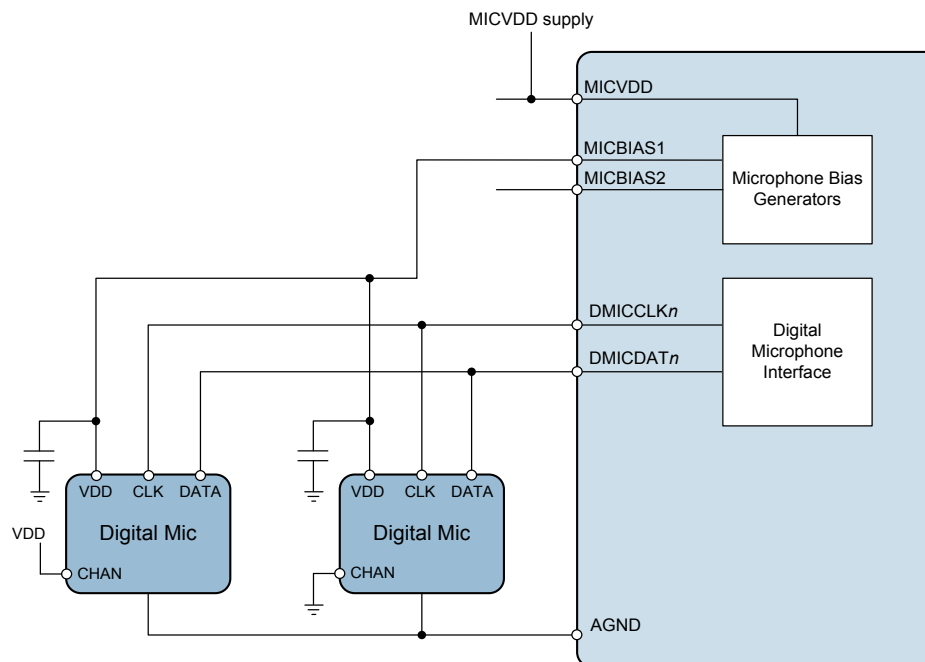 MICVDD supply
MICVDD
MICBIAS1
MICBIAS2
Microphone Bias
Generators
DMICCLKn
DMICDATn
Digital
Microphone
Interface
VDD CLK DATA
Digital Mic
VDD
CHAN
VDD CLK DATA
Digital Mic
CHAN
AGND